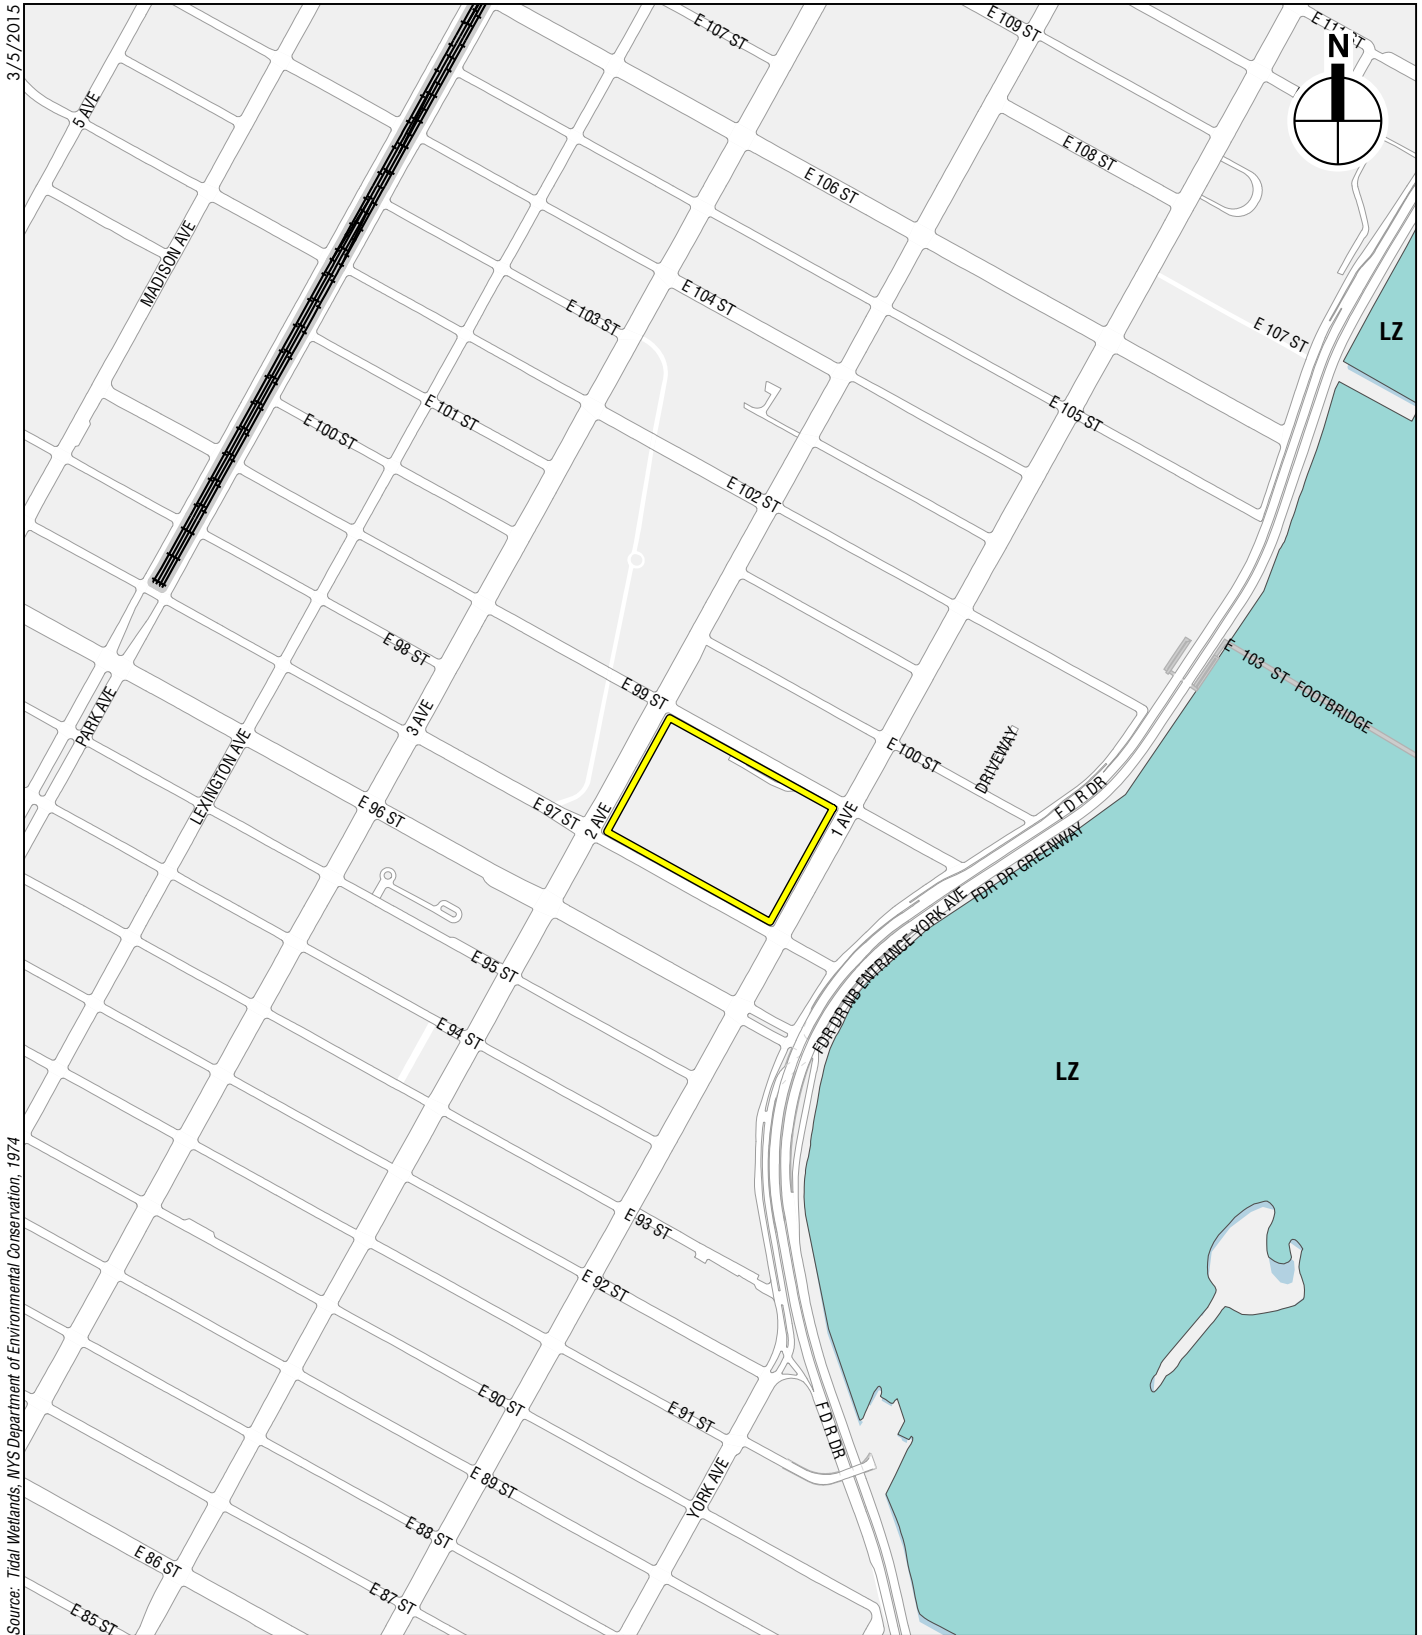 3/5/2015
E 107 ST
E 109 ST
N
5 AVE
E 108 ST
E 106 ST
MADISON AVE
E 104 ST
E 103 ST
E 107 ST
LZ
E 101 ST
E 100 ST
E 105 ST
E 102 ST
E 98 ST
E 103 ST FOOTBRIDGE
E 99 ST
PARK AVE
3 AVE
LEXINGTON AVE
E 100 ST
DRIVEWAY
E 96 ST
E 97 ST
2 AVE
1 AVE
F D R DR
FDR DR GREENWAY
FDR DR NB ENTRANCE YORK AVE
E 95 ST
E 94 ST
LZ
E 93 ST
E 92 ST
E 90 ST
E 91 ST
F D R DR
E 89 ST
YORK AVE
E 88 ST
E 86 ST
E 87 ST
E 85 ST
Source: Tidal Wetlands, NYS Department of Environmental Conservation, 1974